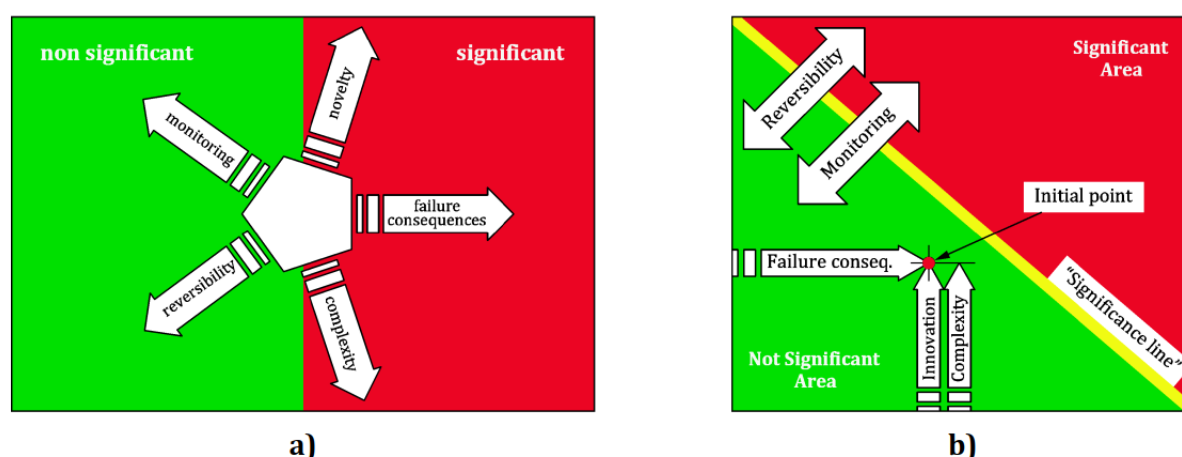 non significant
significant
novelty
monitoring
failure
consequences
reversibility
complexity
a)
Significant
Area
Reversibility
Monitoring
Initial point
Failure conseq.
Innovation
Complexity
"Significance line"
Not Significant
Area
b)